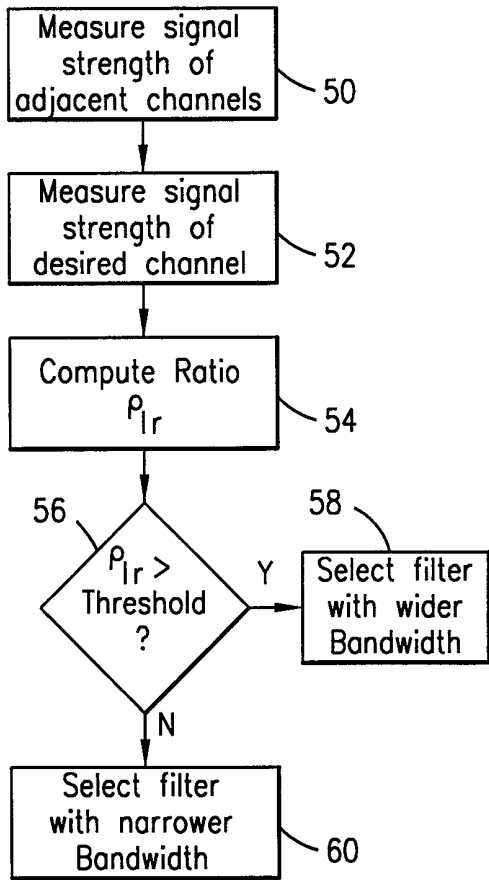 Measure signal
strength of
adjacent channels
50
Measure signal
strength of
desired channel
52
Compute Ratio
ρIr
54
56
ρIr >
Threshold
?
Y
58
Select filter
with wider
Bandwidth
N
Select filter
with narrower
Bandwidth
60